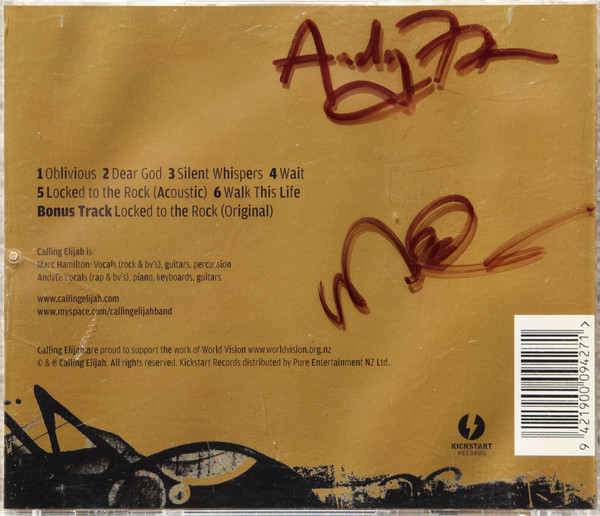 Andy
1 Oblivious 2 Dear God 3 Silent Whispers 4 Wait
5 Locked to the Rock (Acoustic) 6 Walk This Life
Bonus Track Locked to the Rock (Original)
Calling Elijah is
Marc Hamilton: Vocals (rock & bv's), guitars, percussion
AndyD: Vocals (rap & bv's), piano, keyboards, guitars
www.callingelijah.com
www.myspace.com/callingelijahband
Calling Elijah are proud to support the work of World Vision www.worldvision.org.nz
© & ℗ Calling Elijah. All rights reserved. Kickstart Records distributed by Pure Entertainment NZ Ltd.
KICKSTART
RECORDS
9 421900 094271 >